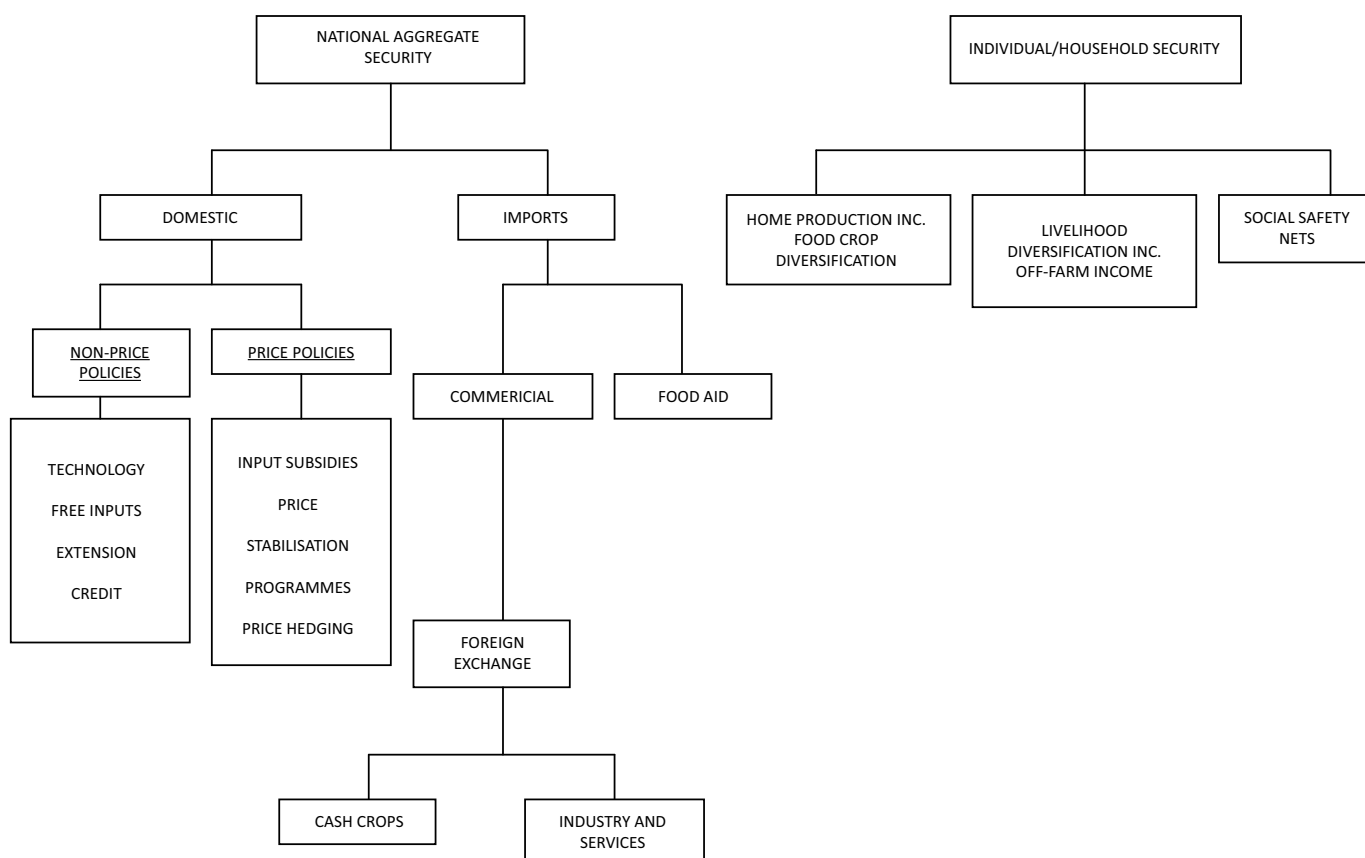 NATIONAL AGGREGATE
SECURITY
INDIVIDUAL/HOUSEHOLD SECURITY
DOMESTIC
IMPORTS
HOME PRODUCTION INC.
FOOD CROP
DIVERSIFICATION
LIVELIHOOD
DIVERSIFICATION INC.
OFF-FARM INCOME
SOCIAL SAFETY
NETS
NON-PRICE
POLICIES
PRICE POLICIES
COMMERICIAL
FOOD AID
TECHNOLOGY
FREE INPUTS
EXTENSION
CREDIT
INPUT SUBSIDIES
PRICE
STABILISATION
PROGRAMMES
PRICE HEDGING
FOREIGN
EXCHANGE
CASH CROPS
INDUSTRY AND
SERVICES